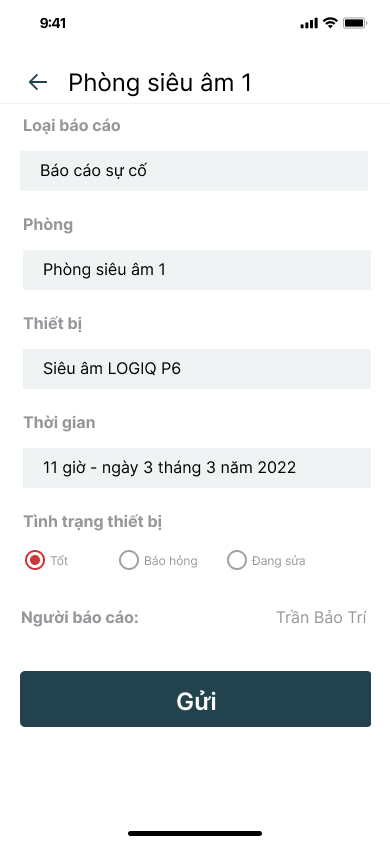 9:41
Phòng siêu âm 1
Loại báo cáo
Báo cáo sự cố
Phòng
Phòng siêu âm 1
Thiết bị
Siêu âm LOGIQ P6
Thời gian
11 giờ - ngày 3 tháng 3 năm 2022
Tình trạng thiết bị
Tốt Báo hỏng Đang sửa
Người báo cáo: Trần Bảo Trí
Gửi